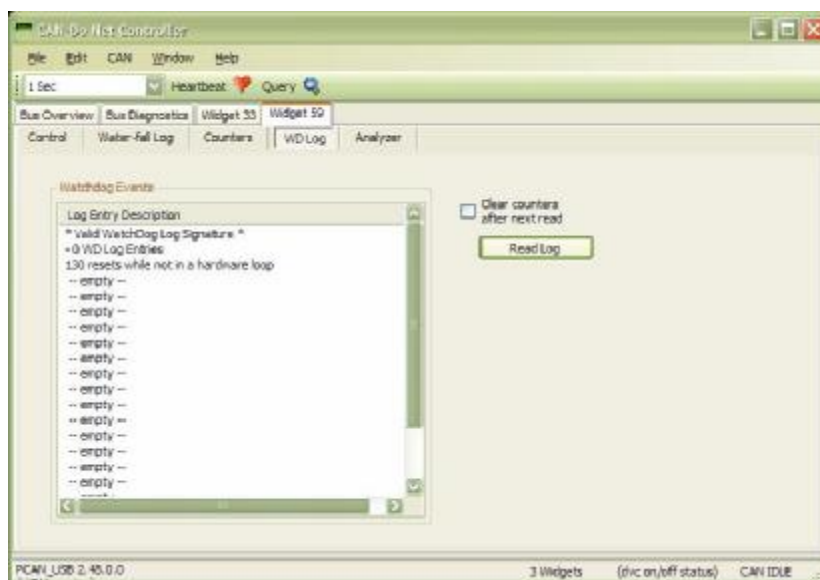 CAN-Do Net Controller
File Edit CAN Window Help
1 Sec Heartbeat Query
Bus Overview Bus Diagnostics Widget 33 Widget 59
Control Water-fall Log Counters WD Log Analyzer
Watchdog Events
Log Entry Description
* Valid WatchDog Log Signature *
0 WD Log Entries
130 resets while not in a hardware loop
-- empty --
-- empty --
-- empty --
-- empty --
-- empty --
-- empty --
-- empty --
-- empty --
-- empty --
-- empty --
-- empty --
-- empty --
-- empty --
-- empty --
Clear counters
after next read
Read Log
PCAN_USB 2.45.0.0 3 Widgets (dvc on/off status) CAN IDLE